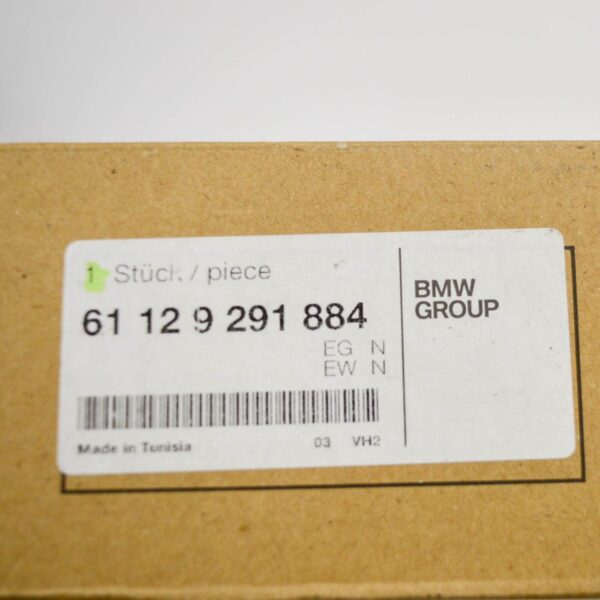 1 Stück / piece
61 12 9 291 884
EG N
EW N
Made in Tunisia 03 VH2
BMW
GROUP